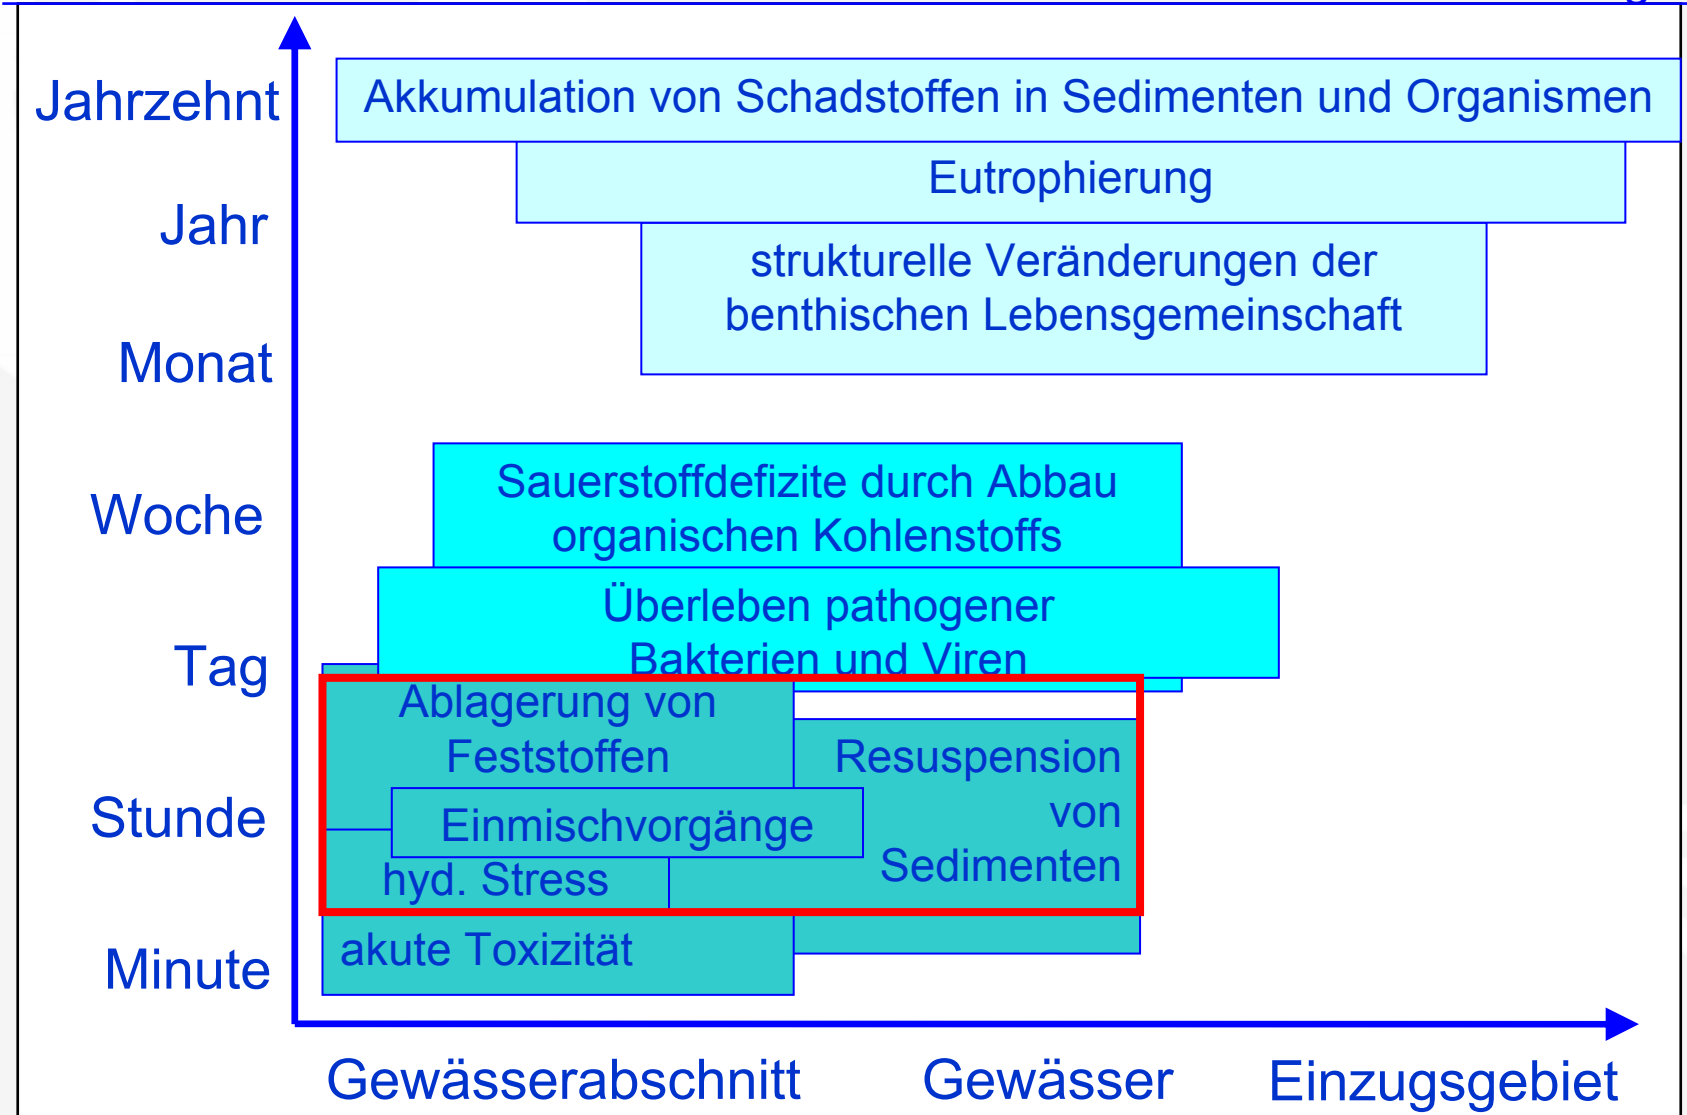 Jahrzehnt
Akkumulation von Schadstoffen in Sedimenten und Organismen
Eutrophierung
Jahr
strukturelle Veränderungen der
benthischen Lebensgemeinschaft
Monat
Sauerstoffdefizite durch Abbau
organischen Kohlenstoffs
Woche
Überleben pathogener
Bakterien und Viren
Tag
Ablagerung von
Feststoffen
Resuspension
von
Sedimenten
Stunde
Einmischvorgänge
hyd. Stress
akute Toxizität
Minute
Gewässerabschnitt
Gewässer
Einzugsgebiet